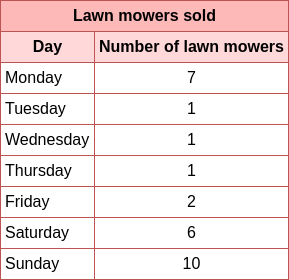 Lawn mowers sold
Day Number of lawn mowers
Monday 7
Tuesday 1
Wednesday 1
Thursday 1
Friday 2
Saturday 6
Sunday 10